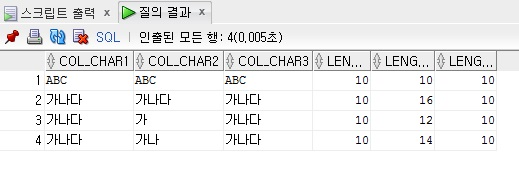 스크립트 출력 x 질의 결과 x
SQL | 인출된 모든 행: 4(0,005초)
COL_CHAR1 COL_CHAR2 COL_CHAR3 LEN... LENG... LENG...
1 ABC ABC ABC 10 10 10
2 가나다 가나다 가나다 10 16 10
3 가나다 가 가나다 10 12 10
4 가나다 가나 가나다 10 14 10